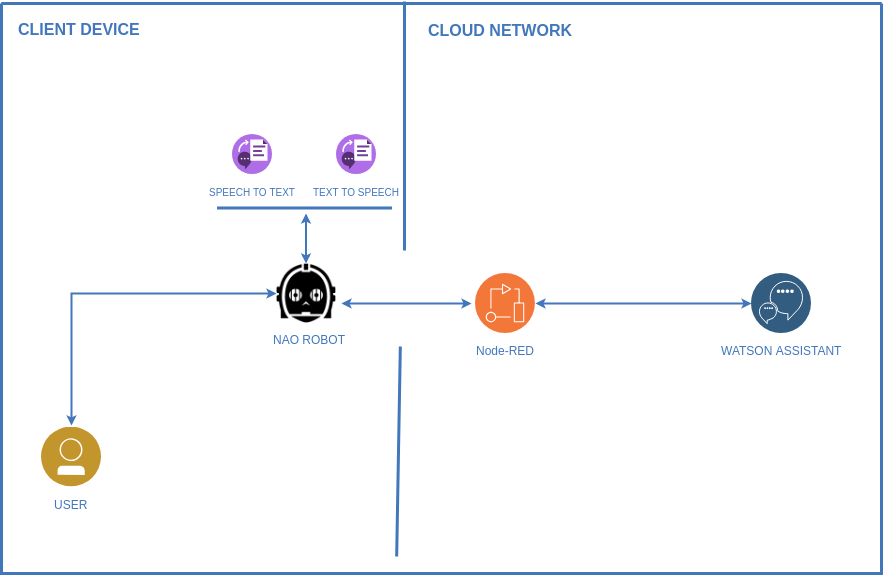 CLIENT DEVICE
CLOUD NETWORK
SPEECH TO TEXT
TEXT TO SPEECH
NAO ROBOT
Node-RED
WATSON ASSISTANT
USER